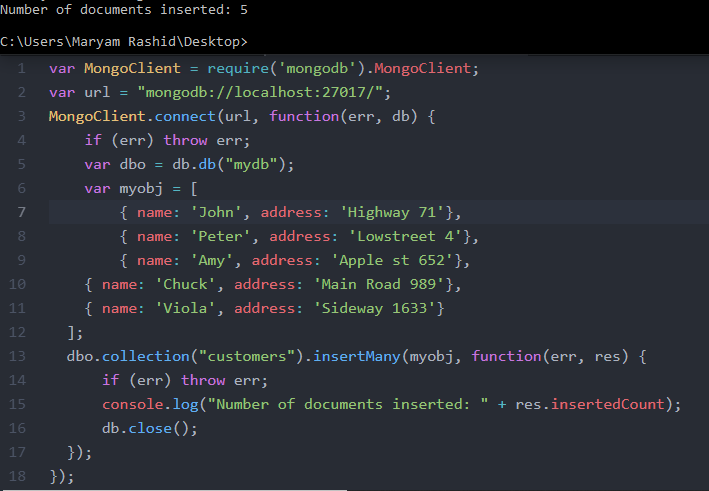 Number of documents inserted: 5
C:\Users\Maryam Rashid\Desktop>
1 var MongoClient = require('mongodb').MongoClient;
2 var url = "mongodb://localhost:27017/";
3 MongoClient.connect(url, function(err, db) {
4 if (err) throw err;
5 var dbo = db.db("mydb");
6 var myobj = [
7 { name: 'John', address: 'Highway 71'},
8 { name: 'Peter', address: 'Lowstreet 4'},
9 { name: 'Amy', address: 'Apple st 652'},
10 { name: 'Chuck', address: 'Main Road 989'},
11 { name: 'Viola', address: 'Sideway 1633'}
12 ];
13 dbo.collection("customers").insertMany(myobj, function(err, res) {
14 if (err) throw err;
15 console.log("Number of documents inserted: " + res.insertedCount);
16 db.close();
17 });
18 });